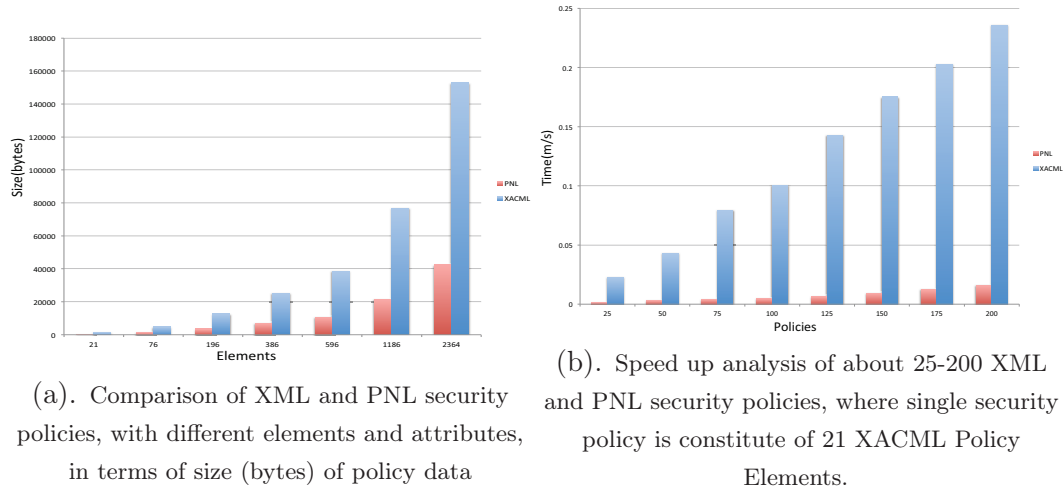 180000
160000
140000
120000
100000
80000
60000
40000
20000
0
Size(bytes)
21 76 196 386 596 1186 2364
Elements
PNL
XACML
(a). Comparison of XML and PNL security
policies, with different elements and attributes,
in terms of size (bytes) of policy data
0.25
0.2
0.15
0.1
0.05
0
Time(m/s)
25 50 75 100 125 150 175 200
Policies
PNL
XACML
(b). Speed up analysis of about 25-200 XML
and PNL security policies, where single security
policy is constitute of 21 XACML Policy
Elements.